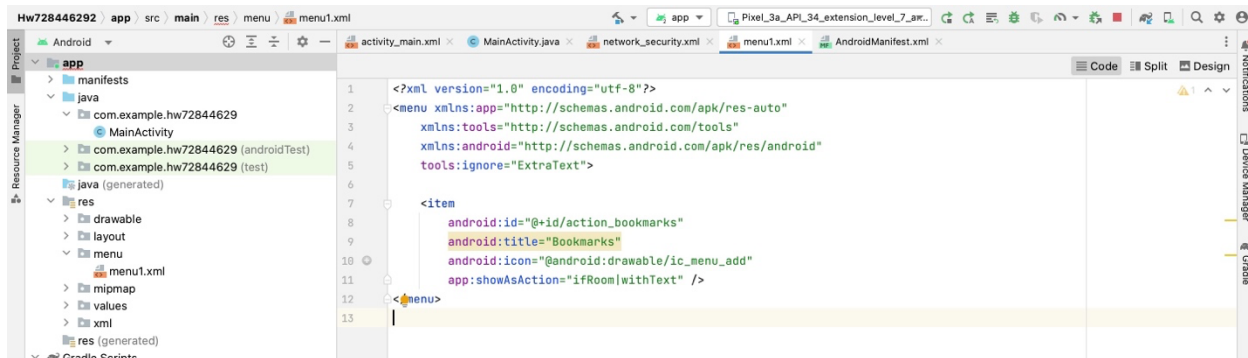 Hw728446292 app src main res menu menu1.xml
app
Pixel_3a_API_34_extension_level_7_ar...
Android
activity_main.xml
MainActivity.java
network_security.xml
menu1.xml
AndroidManifest.xml
Code Split Design
Project
Resource Manager
app
manifests
java
com.example.hw72844629
MainActivity
com.example.hw72844629 (androidTest)
com.example.hw72844629 (test)
java (generated)
res
drawable
layout
menu
menu1.xml
mipmap
values
xml
res (generated)
Gradle Scripts
1 <?xml version="1.0" encoding="utf-8"?>
2 <menu xmlns:app="http://schemas.android.com/apk/res-auto"
3 xmlns:tools="http://schemas.android.com/tools"
4 xmlns:android="http://schemas.android.com/apk/res/android"
5 tools:ignore="ExtraText">
6
7 <item
8 android:id="@+id/action_bookmarks"
9 android:title="Bookmarks"
10 android:icon="@android:drawable/ic_menu_add"
11 app:showAsAction="ifRoom|withText" />
12 </menu>
13
1
Notifications
Device Manager
Gradle